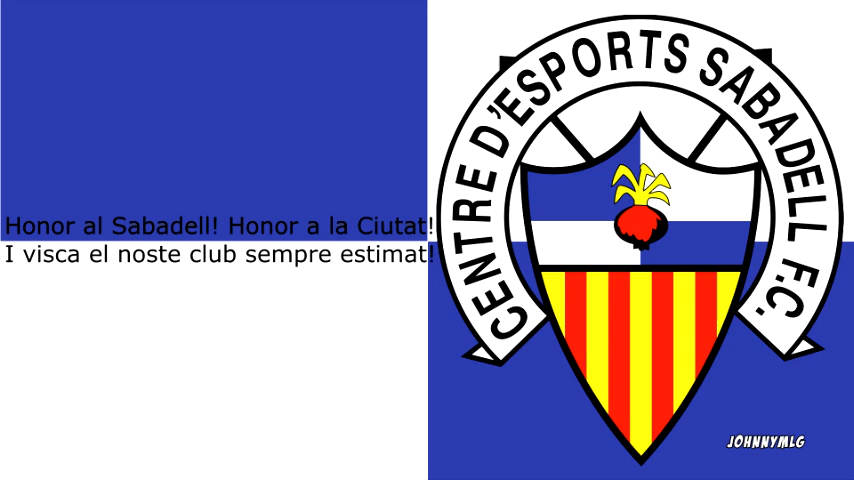 Honor al Sabadell! Honor a la Ciutat!
I visca el noste club sempre estimat!
CENTRE D'ESPORTS SABADELL F.C.
JOHNNYMLG